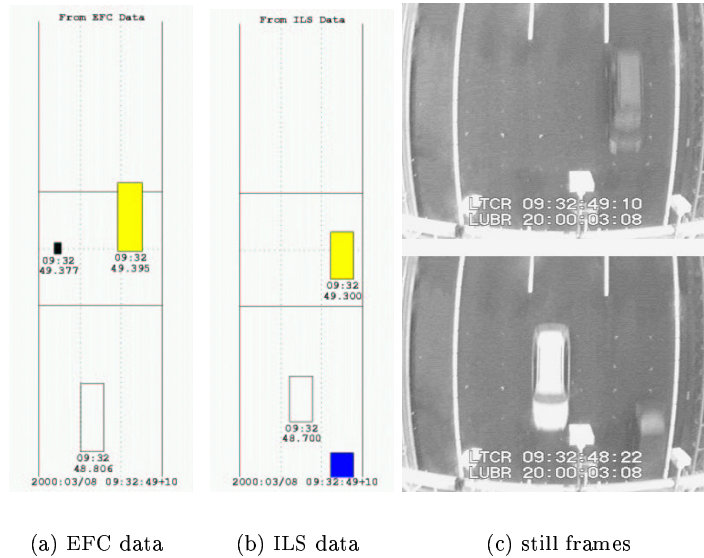 From EFC Data
09:32
49.377
09:32
49.395
09:32
48.806
2000:03/08 09:32:49+10
From ILS Data
09:32
49.300
09:32
48.700
2000:03/08 09:32:49+10
LTCR 09:32:49:10
LUBR 20:00:03:08
LTCR 09:32:48:22
LUBR 20:00:03:08
(a) EFC data
(b) ILS data
(c) still frames